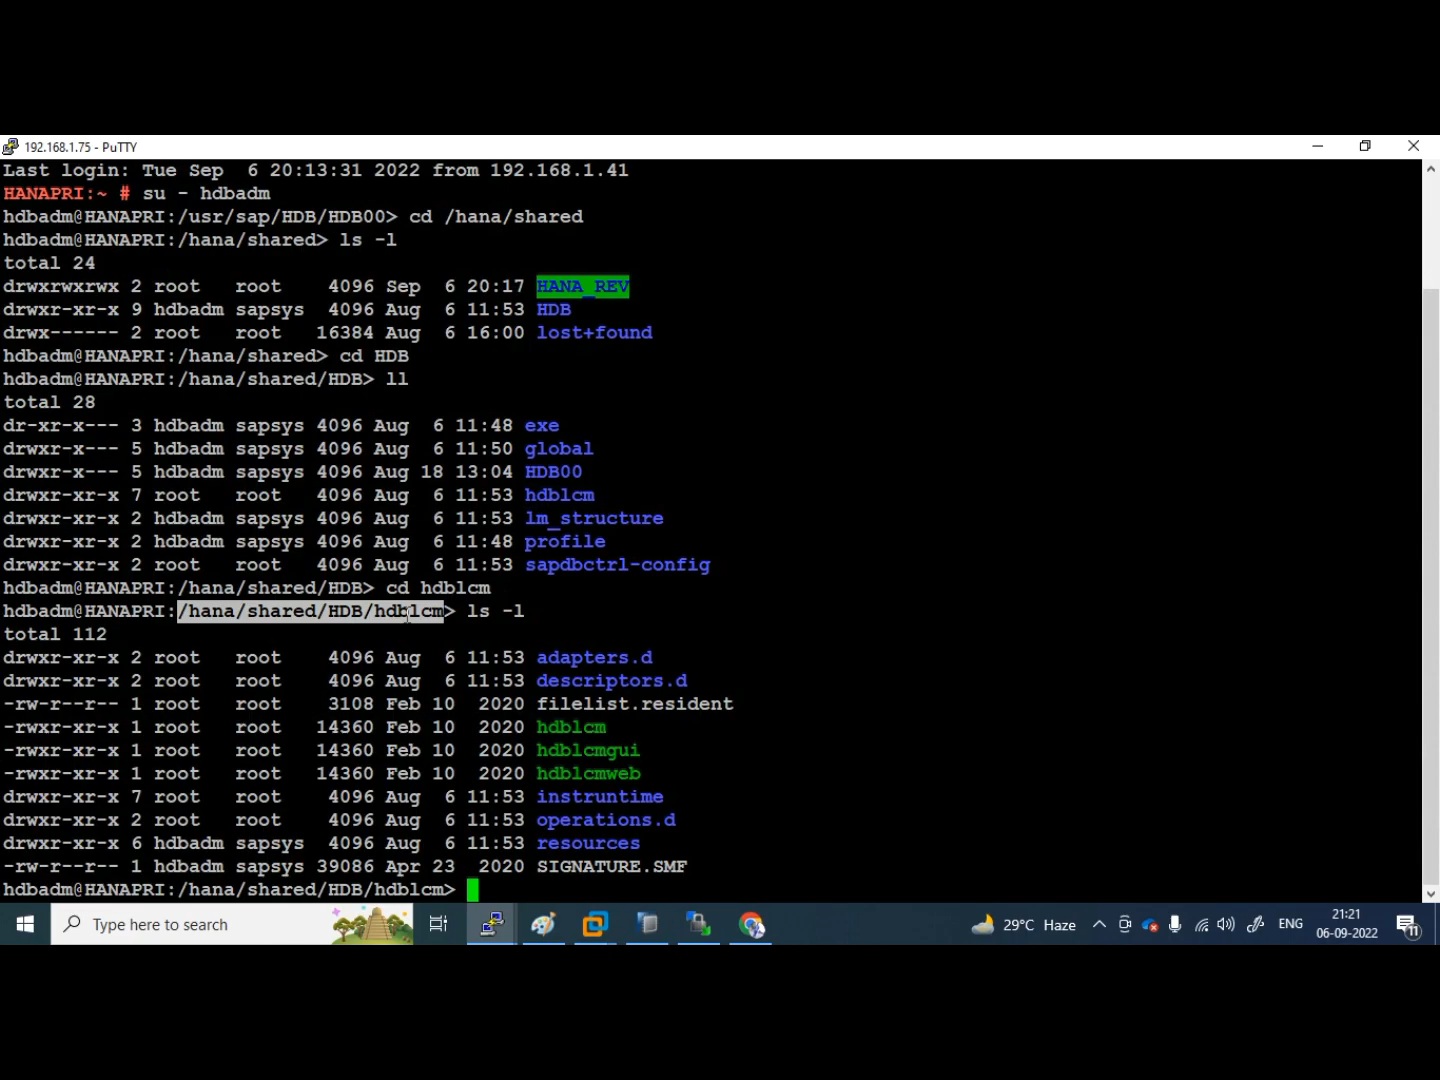 192.168.1.75 - PuTTY
Last login: Tue Sep  6 20:13:31 2022 from 192.168.1.41
HANAPRI:~ # su - hdbadm
hdbadm@HANAPRI:/usr/sap/HDB/HDB00> cd /hana/shared
hdbadm@HANAPRI:/hana/shared> ls -l
total 24
drwxrwxrwx 2 root   root    4096 Sep  6 20:17 HANA_REV
drwxr-xr-x 9 hdbadm sapsys  4096 Aug  6 11:53 HDB
drwx------ 2 root   root   16384 Aug  6 16:00 lost+found
hdbadm@HANAPRI:/hana/shared> cd HDB
hdbadm@HANAPRI:/hana/shared/HDB> ll
total 28
dr-xr-x--- 3 hdbadm sapsys 4096 Aug  6 11:48 exe
drwxr-x--- 5 hdbadm sapsys 4096 Aug  6 11:50 global
drwxr-x--- 5 hdbadm sapsys 4096 Aug 18 13:04 HDB00
drwxr-xr-x 7 root   root   4096 Aug  6 11:53 hdblcm
drwxr-xr-x 2 hdbadm sapsys 4096 Aug  6 11:53 lm_structure
drwxr-xr-x 2 hdbadm sapsys 4096 Aug  6 11:48 profile
drwxr-xr-x 2 root   root   4096 Aug  6 11:53 sapdbctrl-config
hdbadm@HANAPRI:/hana/shared/HDB> cd hdblcm
hdbadm@HANAPRI:/hana/shared/HDB/hdblcm> ls -l
total 112
drwxr-xr-x 2 root   root    4096 Aug  6 11:53 adapters.d
drwxr-xr-x 2 root   root    4096 Aug  6 11:53 descriptors.d
-rw-r--r-- 1 root   root    3108 Feb 10  2020 filelist.resident
-rwxr-xr-x 1 root   root   14360 Feb 10  2020 hdblcm
-rwxr-xr-x 1 root   root   14360 Feb 10  2020 hdblcmgui
-rwxr-xr-x 1 root   root   14360 Feb 10  2020 hdblcmweb
drwxr-xr-x 7 root   root    4096 Aug  6 11:53 instruntime
drwxr-xr-x 2 root   root    4096 Aug  6 11:53 operations.d
drwxr-xr-x 6 hdbadm sapsys  4096 Aug  6 11:53 resources
-rw-r--r-- 1 hdbadm sapsys 39086 Apr 23  2020 SIGNATURE.SMF
hdbadm@HANAPRI:/hana/shared/HDB/hdblcm>
Type here to search
29°C Haze
ENG
21:21
06-09-2022
11